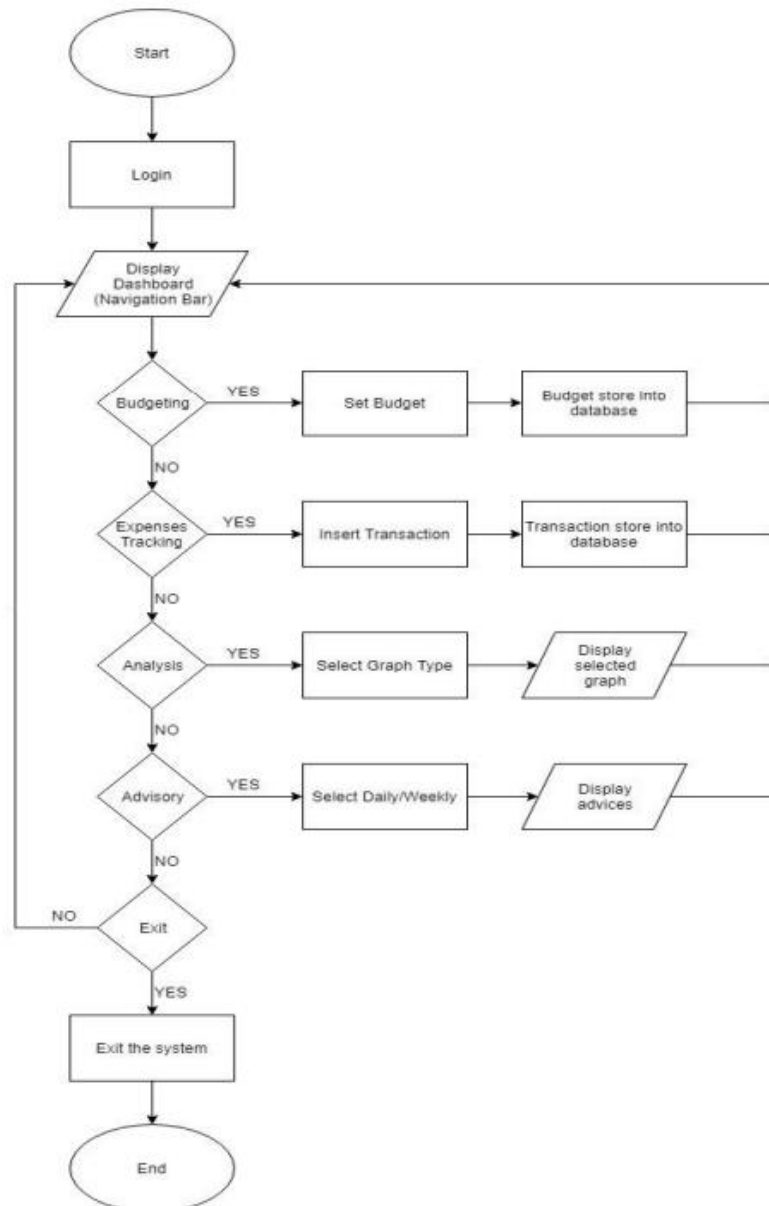 Start
Login
Display
Dashboard
(Navigation Bar)
Budgeting
YES
Set Budget
Budget store into
database
NO
Expenses
Tracking
YES
Insert Transaction
Transaction store into
database
NO
Analysis
YES
Select Graph Type
Display
selected
graph
NO
Advisory
YES
Select Daily/Weekly
Display
advices
NO
Exit
NO
YES
Exit the system
End